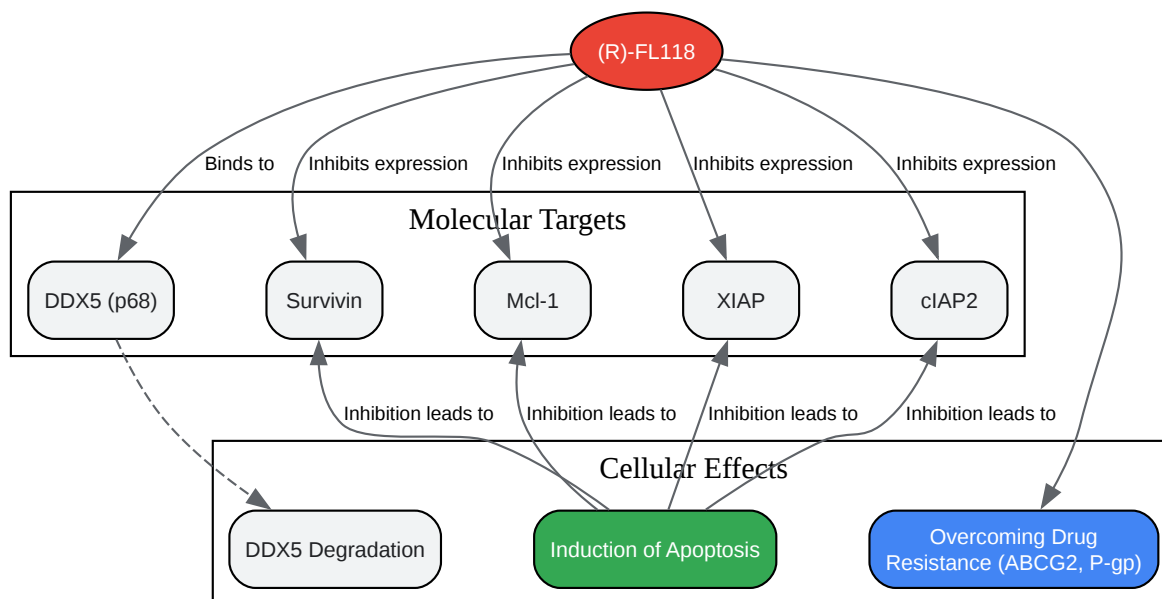 (R)-FL118
Binds to
Inhibits expression
Inhibits expression
Inhibits expression
Inhibits expression
Molecular Targets
DDX5 (p68)
Survivin
Mcl-1
XIAP
cIAP2
Inhibition leads to
Inhibition leads to
Inhibition leads to
Inhibition leads to
Cellular Effects
DDX5 Degradation
Induction of Apoptosis
Overcoming Drug
Resistance (ABCG2, P-gp)